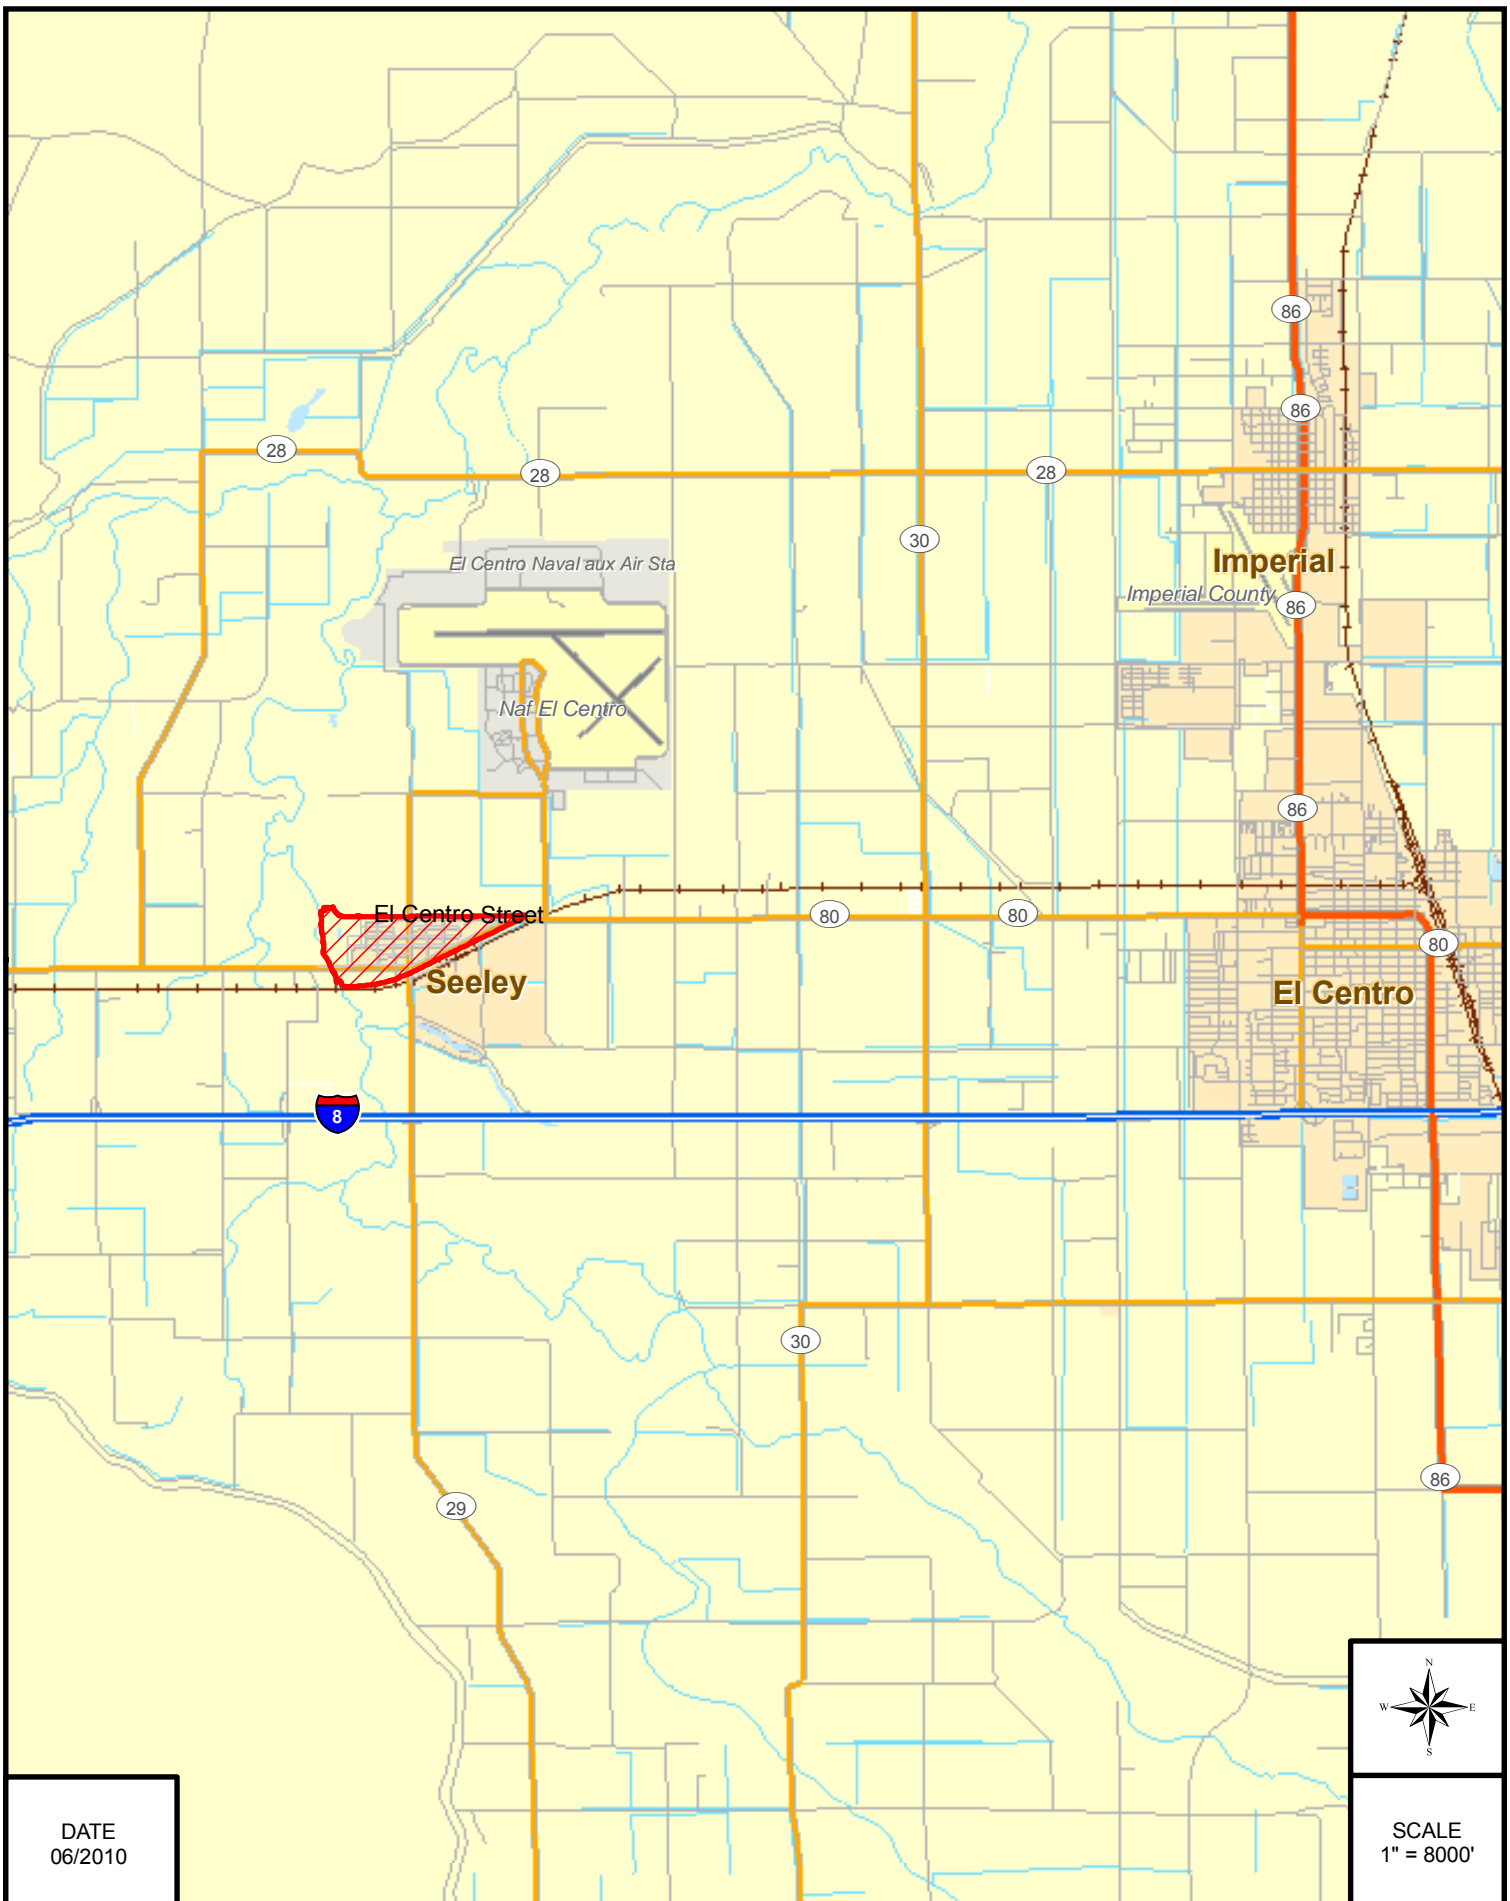 86
86
28
28
28
30
El Centro Naval aux Air Sta
Imperial
Imperial County
86
Naf El Centro
86
El Centro Street
80
80
80
Seeley
El Centro
8
30
86
29
N
W
E
S
DATE
06/2010
SCALE
1" = 8000'